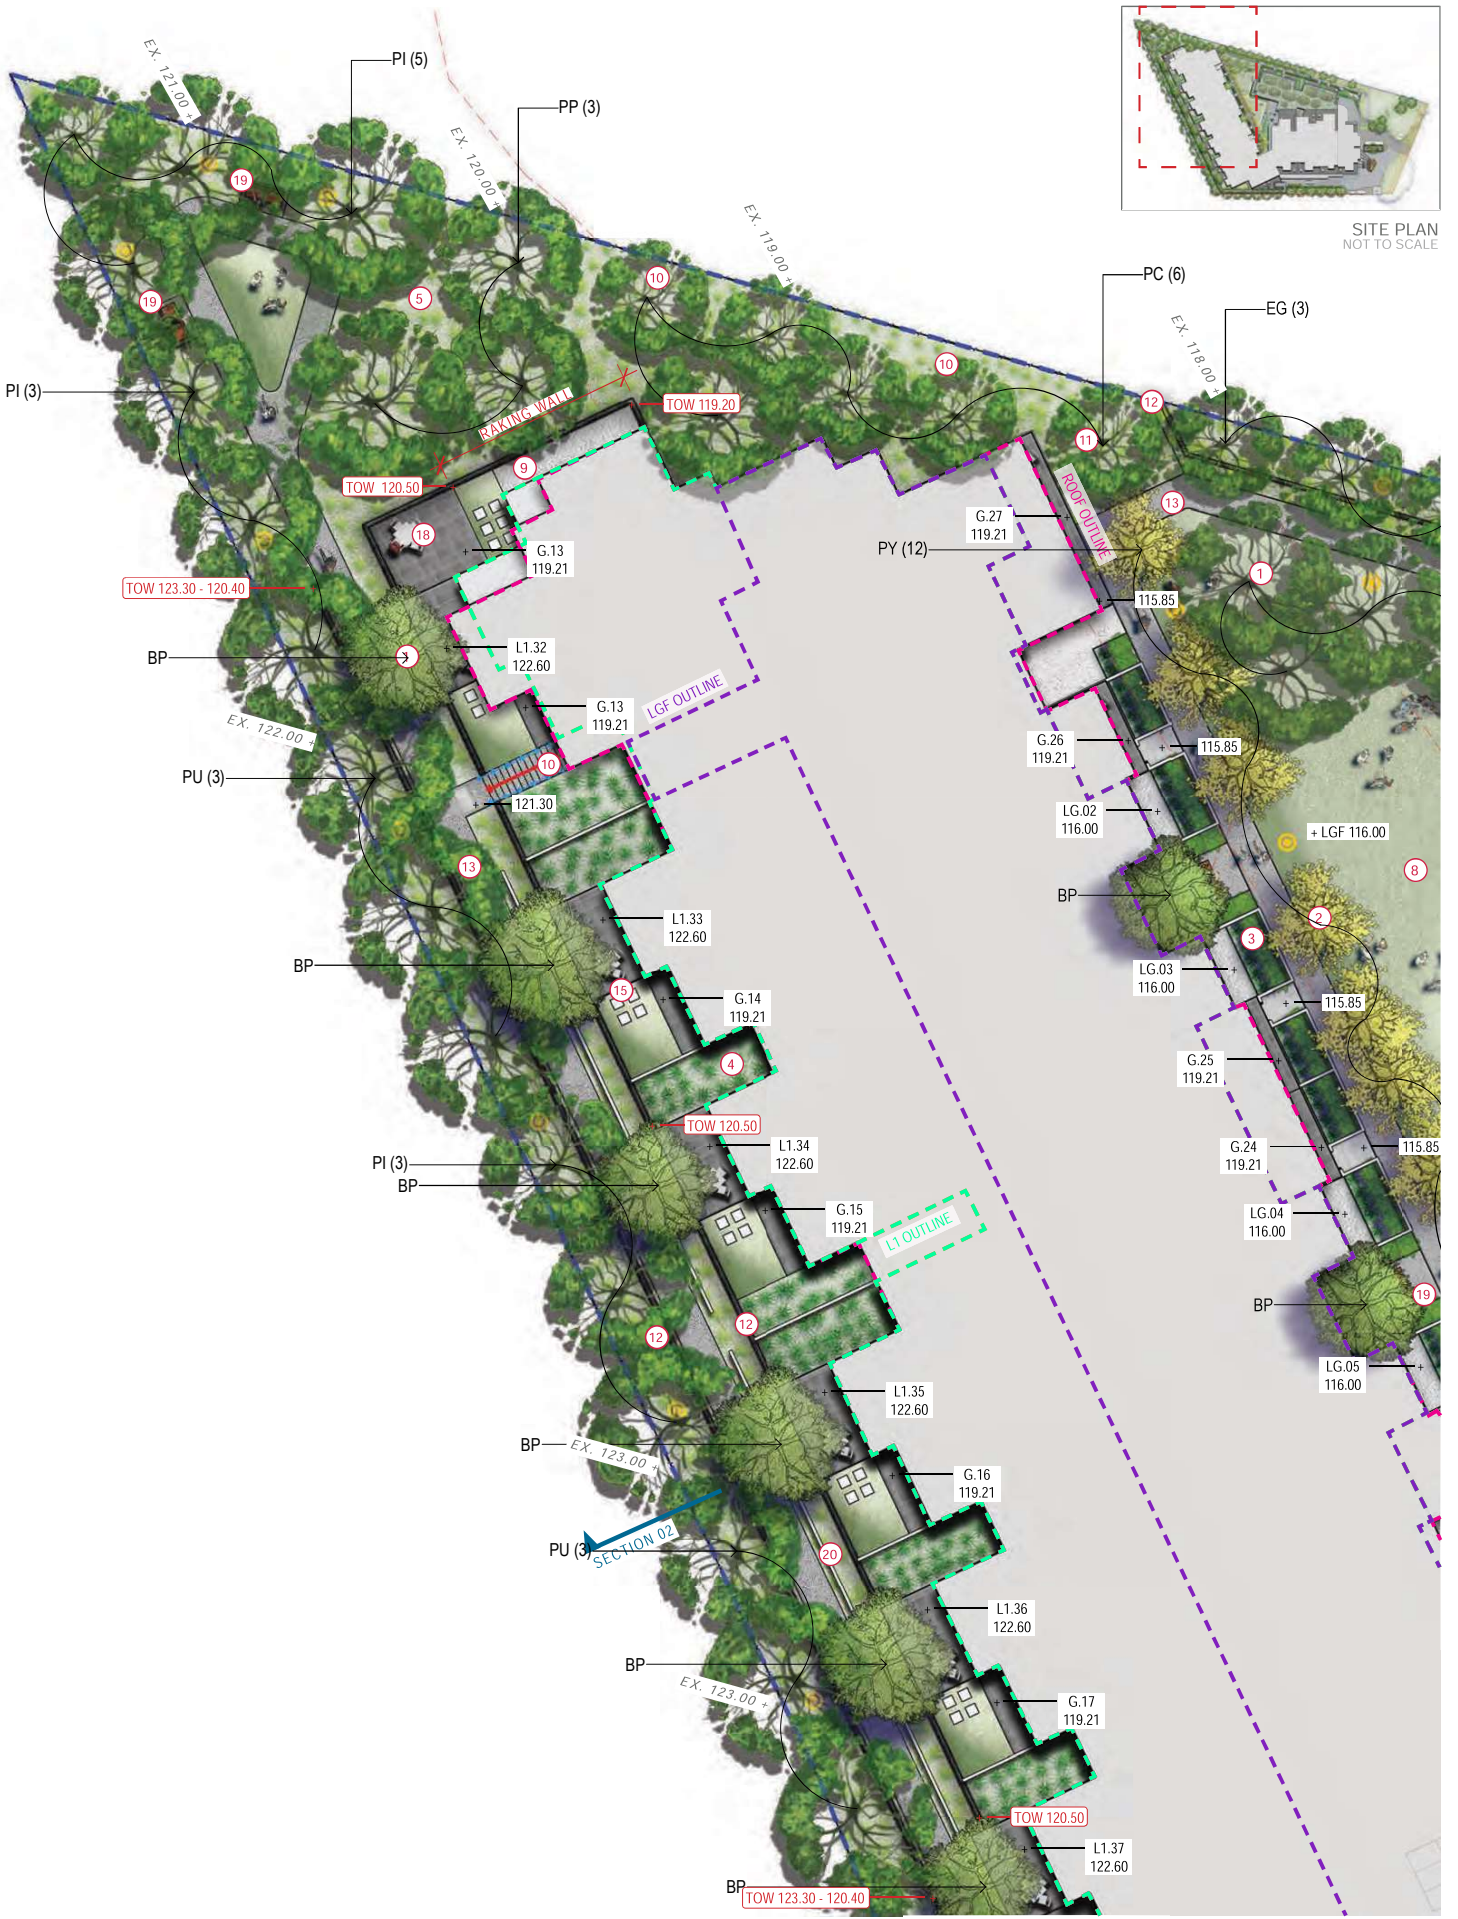 EX. 121.00 +
PI (5)
PP (3)
EX. 120.00 +
SITE PLAN
NOT TO SCALE
19
EX. 119.00 +
10
PC (6)
5
19
EG (3)
EX. 118.00 +
10
PI (3)
RAKING WALL
TOW 119.20
12
11
9
TOW 120.50
13
ROOF OUTLINE
G.27
119.21
18
PY (12)
G.13
119.21
1
TOW 123.30 - 120.40
115.85
BP
1
L1.32
122.60
LGF OUTLINE
G.13
119.21
EX. 122.00 +
G.26
119.21
115.85
10
PU (3)
121.30
LG.02
116.00
+ LGF 116.00
13
8
BP
L1.33
122.60
2
3
BP
LG.03
116.00
15
G.14
119.21
115.85
G.25
119.21
4
TOW 120.50
L1.34
122.60
G.24
119.21
115.85
PI (3)
BP
G.15
119.21
L1 OUTLINE
LG.04
116.00
19
BP
12
12
LG.05
116.00
L1.35
122.60
BP
EX. 123.00 +
G.16
119.21
SECTION 02
PU (3)
20
L1.36
122.60
BP
EX. 123.00 +
G.17
119.21
TOW 120.50
L1.37
122.60
BP
TOW 123.30 - 120.40